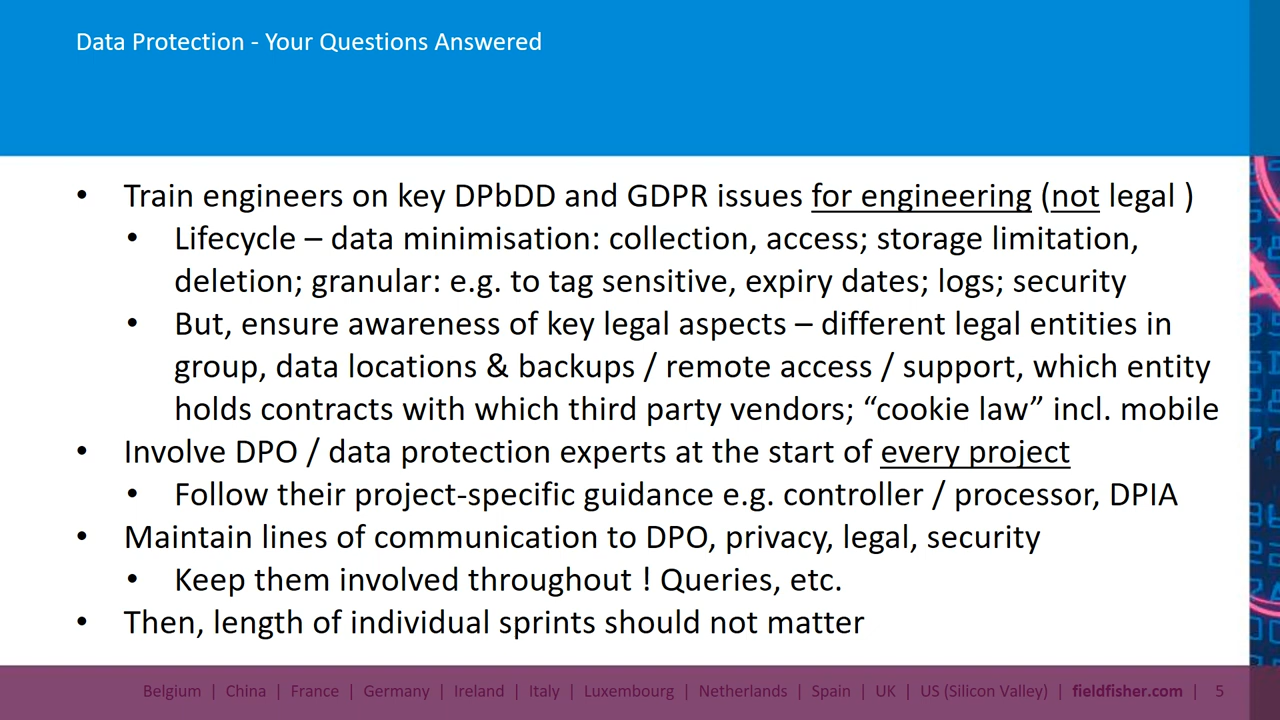 Data Protection - Your Questions Answered
• Train engineers on key DPbDD and GDPR issues for engineering (not legal )
• Lifecycle – data minimisation: collection, access; storage limitation,
deletion; granular: e.g. to tag sensitive, expiry dates; logs; security
• But, ensure awareness of key legal aspects – different legal entities in
group, data locations & backups / remote access / support, which entity
holds contracts with which third party vendors; “cookie law” incl. mobile
• Involve DPO / data protection experts at the start of every project
• Follow their project-specific guidance e.g. controller / processor, DPIA
• Maintain lines of communication to DPO, privacy, legal, security
• Keep them involved throughout ! Queries, etc.
• Then, length of individual sprints should not matter
Belgium | China | France | Germany | Ireland | Italy | Luxembourg | Netherlands | Spain | UK | US (Silicon Valley) | fieldfisher.com | 5